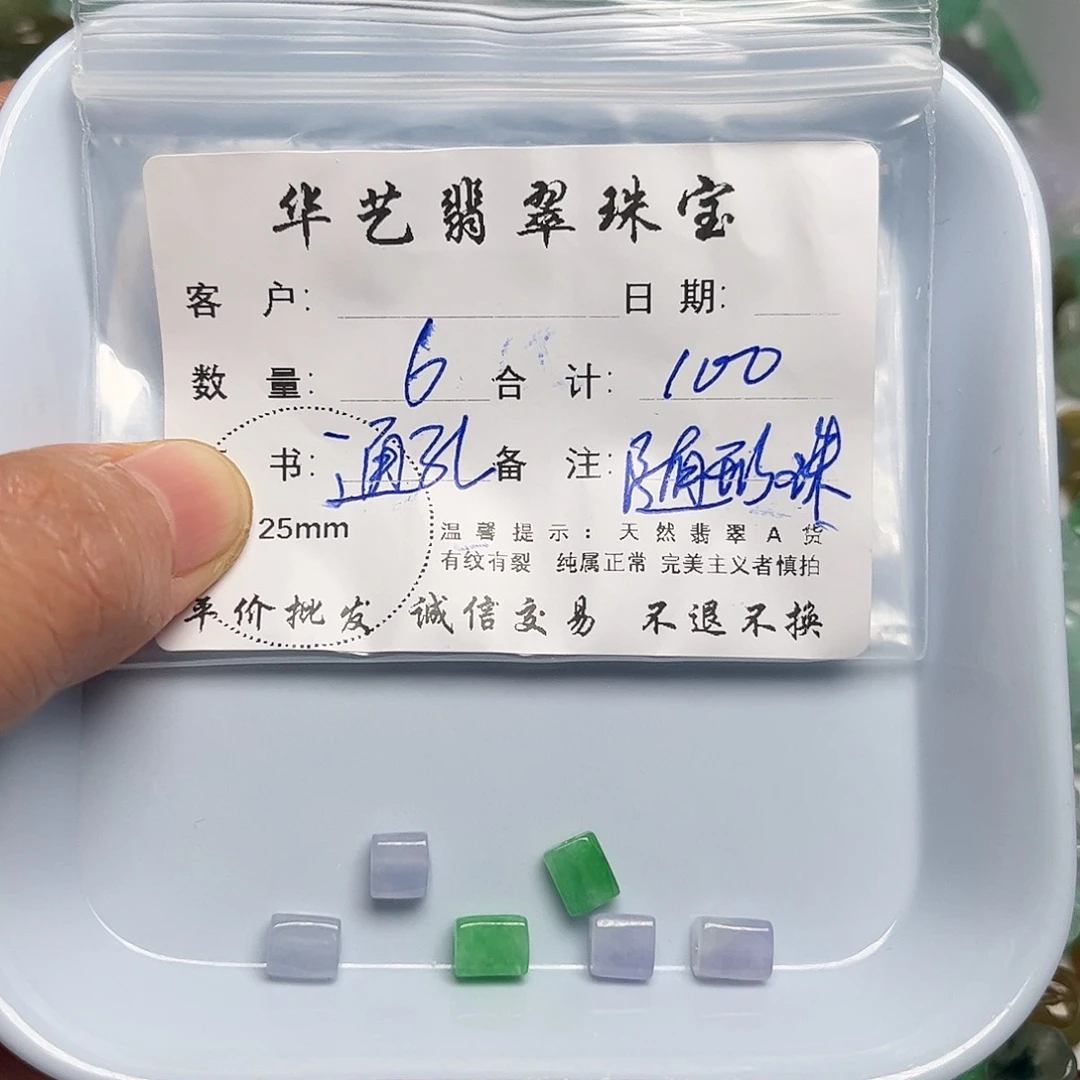 华艺翡翠珠宝
客 户: 日 期:
数 量: 6 合 计: 100
书: 通孔 备 注: 随形珠
25mm
温馨提示：天然翡翠A货
有纹有裂 纯属正常 完美主义者慎拍
平价批发 诚信交易 不退不换